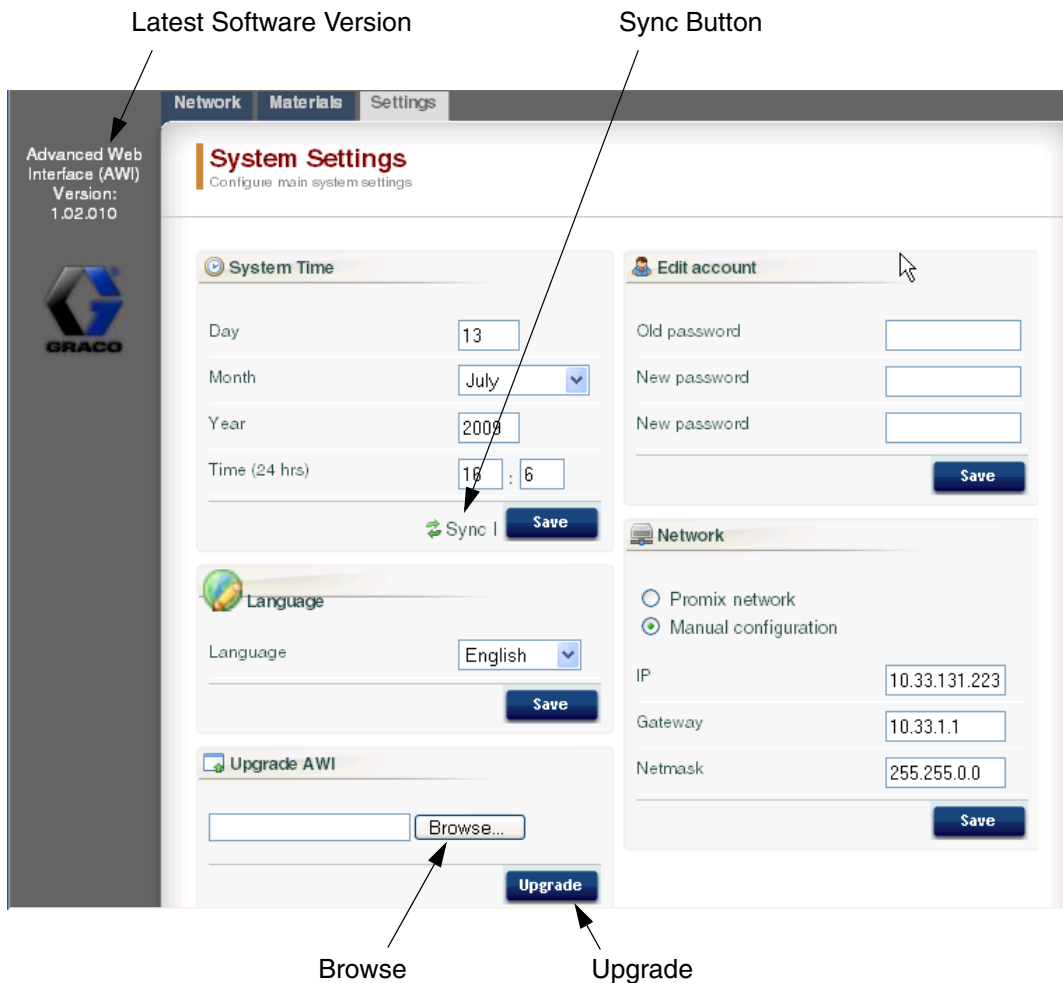 Latest Software Version
Sync Button
Network Materials Settings
Advanced Web
Interface (AWI)
Version:
1.02.010
GRACO
System Settings
Configure main system settings
System Time
Day 13
Month July
Year 2009
Time (24 hrs) 16 : 6
Sync | Save
Language
Language English
Save
Upgrade AWI
Browse...
Upgrade
Edit account
Old password
New password
New password
Save
Network
Promix network
Manual configuration
IP 10.33.131.223
Gateway 10.33.1.1
Netmask 255.255.0.0
Save
Browse
Upgrade